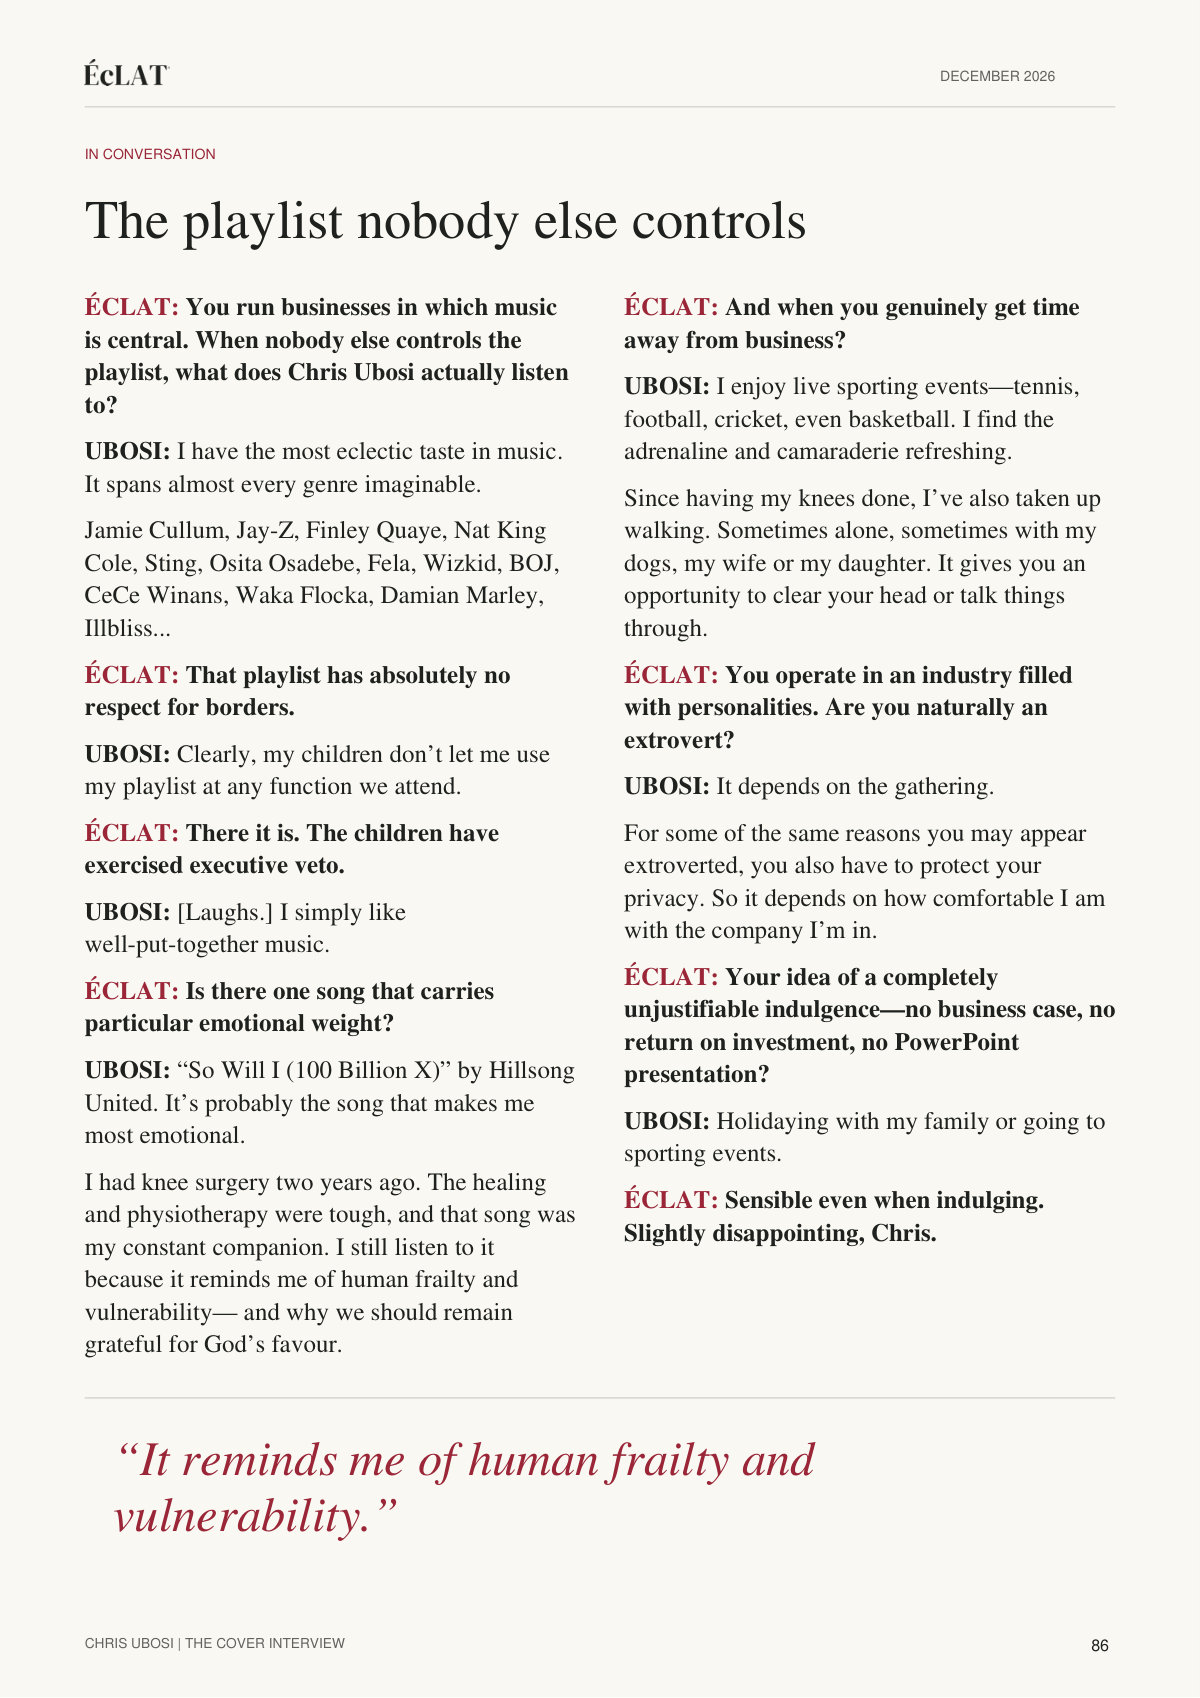 ÉcLAT
DECEMBER 2026
IN CONVERSATION
The playlist nobody else controls
ÉCLAT: You run businesses in which music
is central. When nobody else controls the
playlist, what does Chris Ubosi actually listen
to?
UBOSI: I have the most eclectic taste in music.
It spans almost every genre imaginable.
Jamie Cullum, Jay-Z, Finley Quaye, Nat King
Cole, Sting, Osita Osadebe, Fela, Wizkid, BOJ,
CeCe Winans, Waka Flocka, Damian Marley,
Illbliss...
ÉCLAT: That playlist has absolutely no
respect for borders.
UBOSI: Clearly, my children don’t let me use
my playlist at any function we attend.
ÉCLAT: There it is. The children have
exercised executive veto.
UBOSI: [Laughs.] I simply like
well-put-together music.
ÉCLAT: Is there one song that carries
particular emotional weight?
UBOSI: “So Will I (100 Billion X)” by Hillsong
United. It’s probably the song that makes me
most emotional.
I had knee surgery two years ago. The healing
and physiotherapy were tough, and that song was
my constant companion. I still listen to it
because it reminds me of human frailty and
vulnerability— and why we should remain
grateful for God’s favour.
ÉCLAT: And when you genuinely get time
away from business?
UBOSI: I enjoy live sporting events—tennis,
football, cricket, even basketball. I find the
adrenaline and camaraderie refreshing.
Since having my knees done, I’ve also taken up
walking. Sometimes alone, sometimes with my
dogs, my wife or my daughter. It gives you an
opportunity to clear your head or talk things
through.
ÉCLAT: You operate in an industry filled
with personalities. Are you naturally an
extrovert?
UBOSI: It depends on the gathering.
For some of the same reasons you may appear
extroverted, you also have to protect your
privacy. So it depends on how comfortable I am
with the company I’m in.
ÉCLAT: Your idea of a completely
unjustifiable indulgence—no business case, no
return on investment, no PowerPoint
presentation?
UBOSI: Holidaying with my family or going to
sporting events.
ÉCLAT: Sensible even when indulging.
Slightly disappointing, Chris.
“It reminds me of human frailty and
vulnerability.”
CHRIS UBOSI | THE COVER INTERVIEW
86